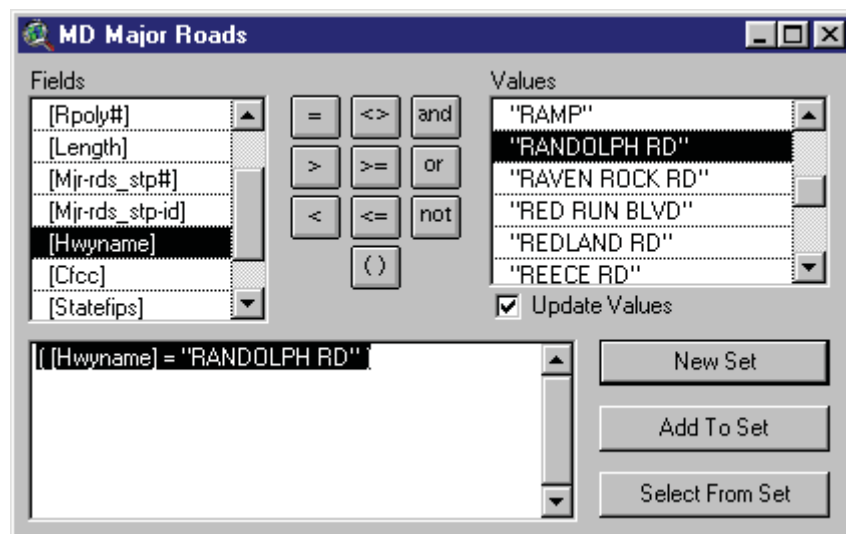 MD Major Roads
Fields
[Rpoly#]
[Length]
[Mjr-rds_stp#]
[Mjr-rds_stp-id]
[Hwyname]
[Cfcc]
[Statefips]
= <> and
> >= or
< <= not
( )
Values
"RAMP"
"RANDOLPH RD"
"RAVEN ROCK RD"
"RED RUN BLVD"
"REDLAND RD"
"REECE RD"
Update Values
( [Hwyname] = "RANDOLPH RD" )
New Set
Add To Set
Select From Set